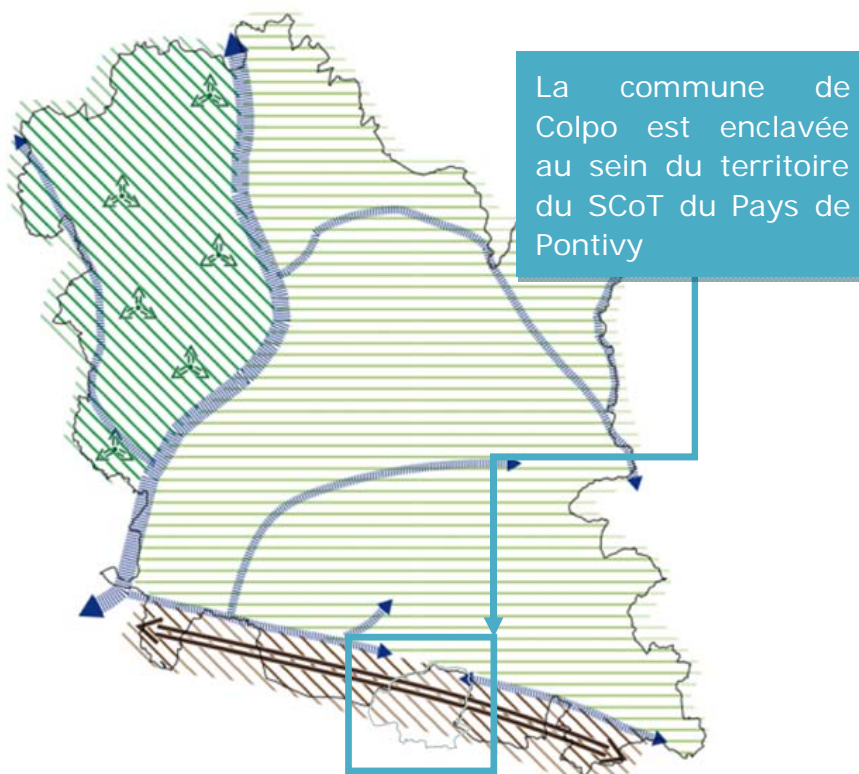 La commune de
Colpo est enclavée
au sein du territoire
du SCoT du Pays de
Pontivy